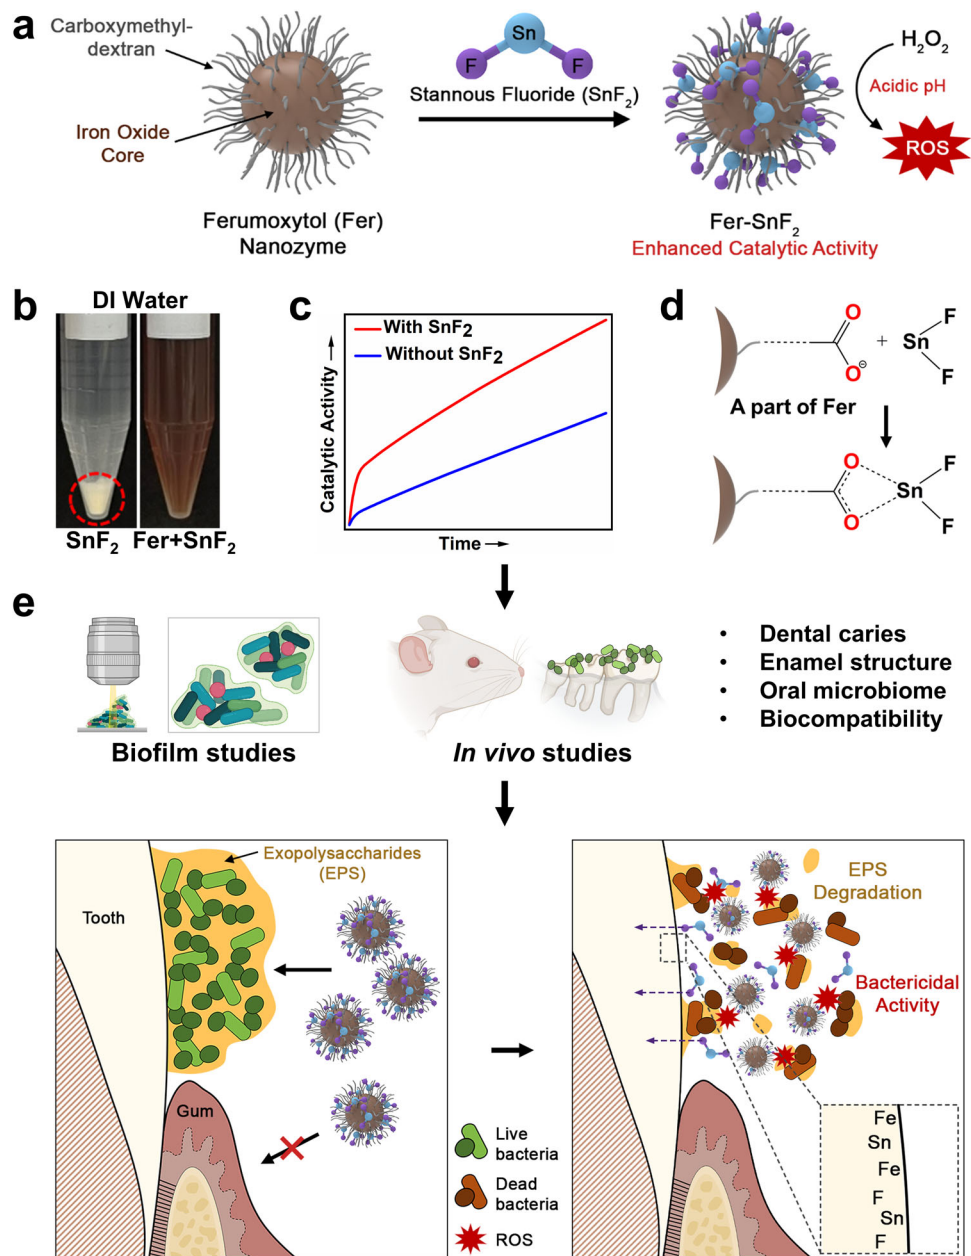 a
Carboxymethyl-
dextran
Iron Oxide
Core
Ferumoxytol (Fer)
Nanozyme
Sn
F
F
Stannous Fluoride (SnF₂)
H₂O₂
Acidic pH
ROS
Fer-SnF₂
Enhanced Catalytic Activity
b
DI Water
SnF₂
Fer+SnF₂
c
With SnF₂
Without SnF₂
Catalytic Activity →
Time →
d
O
O⊖
+
Sn
F
F
A part of Fer
O
O
Sn
F
F
e
Biofilm studies
In vivo studies
• Dental caries
• Enamel structure
• Oral microbiome
• Biocompatibility
Exopolysaccharides
(EPS)
Tooth
Gum
Live
bacteria
Dead
bacteria
ROS
EPS
Degradation
Bactericidal
Activity
Fe
Sn
Fe
F
Sn
F